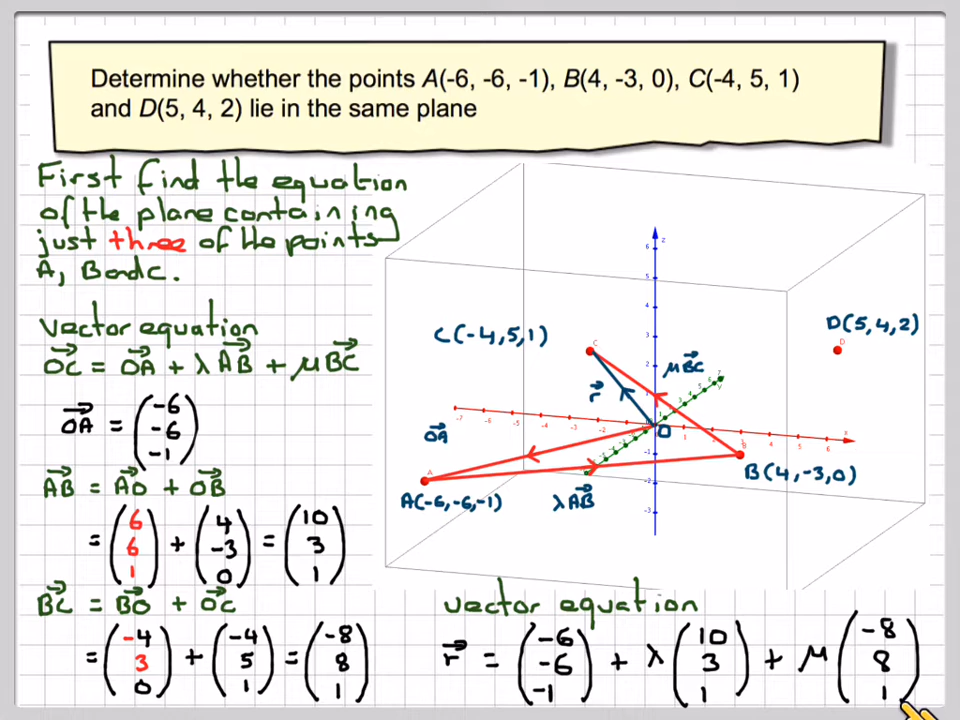 Determine whether the points A(-6, -6, -1), B(4, -3, 0), C(-4, 5, 1)
and D(5, 4, 2) lie in the same plane
First find the equation
of the plane containing
just three of the points
A, B and C.
vector equation
OC = OA + λ AB + μ BC
OA = (-6 -6 -1)
AB = AO + OB
= (6 6 1) + (4 -3 0) = (10 3 1)
BC = BO + OC
= (-4 3 0) + (-4 5 1) = (-8 8 1)
C(-4,5,1)
D(5,4,2)
μBC
r
OA
O
A(-6,-6,-1)
λ AB
B(4,-3,0)
vector equation
r = (-6 -6 -1) + λ (10 3 1) + μ (-8 8 1)